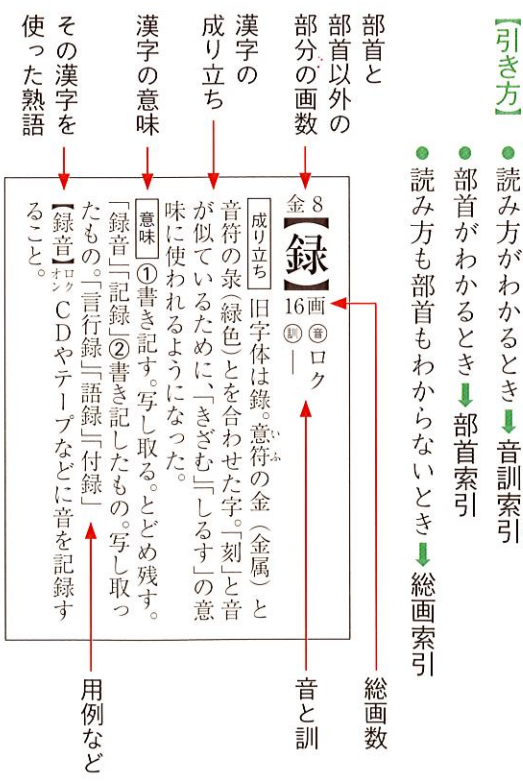 【引き方】
●読み方がわかるとき➡音訓索引
●部首がわかるとき➡部首索引
●読み方も部首もわからないとき➡総画索引
部首と
部首以外の
部分の画数
漢字の
成り立ち
漢字の意味
その漢字を
使った熟語
金8【録】16画 ㊥音 ロク 訓 ―
成り立ち 旧字体は錄。意符の金(金属)と
音符の彔(緑色)とを合わせた字。「刻」と音
が似ているために、「きざむ」「しるす」の意
味に使われるようになった。
意味 ①書き記す。写し取る。とどめ残す。
「録音」「記録」②書き記したもの。写し取っ
たもの。「言行録」「語録」「付録」
【録音】ロクオン CDやテープなどに音を記録す
ること。
総画数
音と訓
用例など